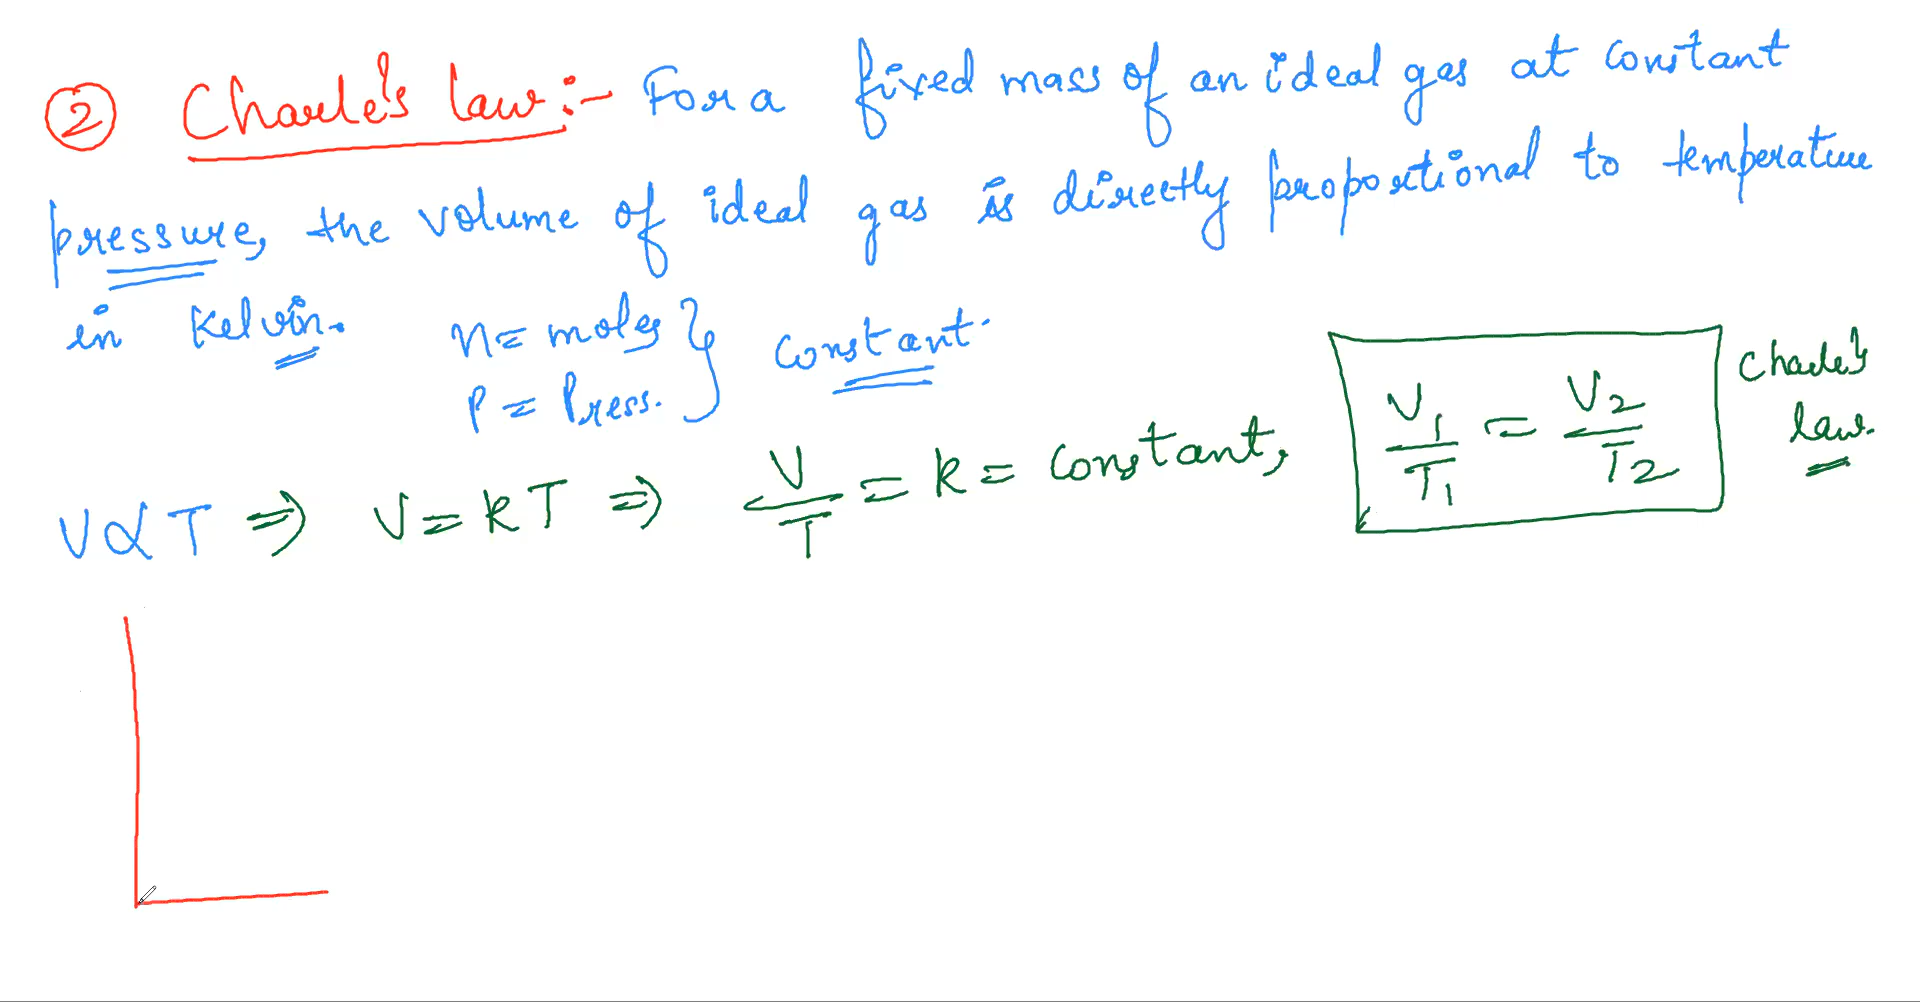 ② Charle's law:- For a fixed mass of an ideal gas at constant
pressure, the volume of ideal gas is directly proportional to temperature
in Kelvin.
n = moles } constant.
P = Press.
V ∝ T ⇒ V = kT ⇒ V/T = k = constant, V₁/T₁ = V₂/T₂
Charle's
law.